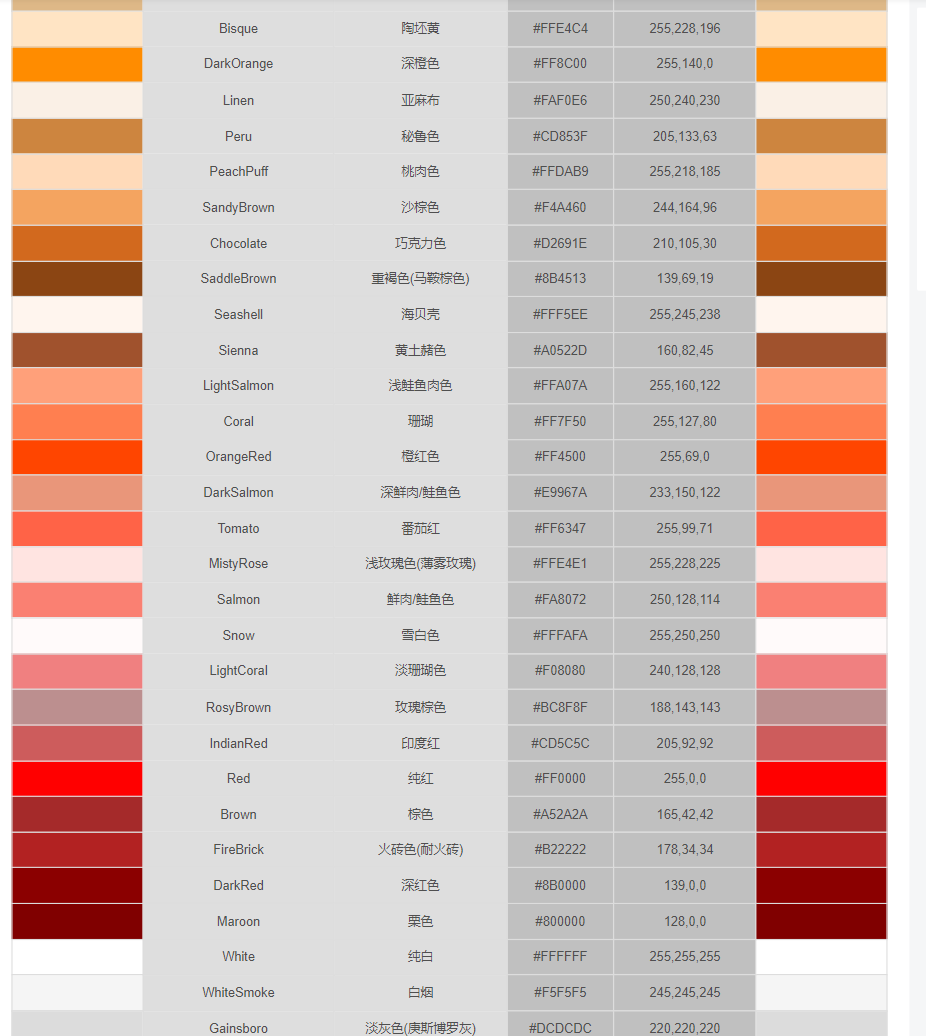 Bisque 陶坯黄 #FFE4C4 255,228,196
DarkOrange 深橙色 #FF8C00 255,140,0
Linen 亚麻布 #FAF0E6 250,240,230
Peru 秘鲁色 #CD853F 205,133,63
PeachPuff 桃肉色 #FFDAB9 255,218,185
SandyBrown 沙棕色 #F4A460 244,164,96
Chocolate 巧克力色 #D2691E 210,105,30
SaddleBrown 重褐色(马鞍棕色) #8B4513 139,69,19
Seashell 海贝壳 #FFF5EE 255,245,238
Sienna 黄土赭色 #A0522D 160,82,45
LightSalmon 浅鲑鱼肉色 #FFA07A 255,160,122
Coral 珊瑚 #FF7F50 255,127,80
OrangeRed 橙红色 #FF4500 255,69,0
DarkSalmon 深鲜肉/鲑鱼色 #E9967A 233,150,122
Tomato 番茄红 #FF6347 255,99,71
MistyRose 浅玫瑰色(薄雾玫瑰) #FFE4E1 255,228,225
Salmon 鲜肉/鲑鱼色 #FA8072 250,128,114
Snow 雪白色 #FFFAFA 255,250,250
LightCoral 淡珊瑚色 #F08080 240,128,128
RosyBrown 玫瑰棕色 #BC8F8F 188,143,143
IndianRed 印度红 #CD5C5C 205,92,92
Red 纯红 #FF0000 255,0,0
Brown 棕色 #A52A2A 165,42,42
FireBrick 火砖色(耐火砖) #B22222 178,34,34
DarkRed 深红色 #8B0000 139,0,0
Maroon 栗色 #800000 128,0,0
White 纯白 #FFFFFF 255,255,255
WhiteSmoke 白烟 #F5F5F5 245,245,245
Gainsboro 淡灰色(庚斯博罗灰) #DCDCDC 220,220,220